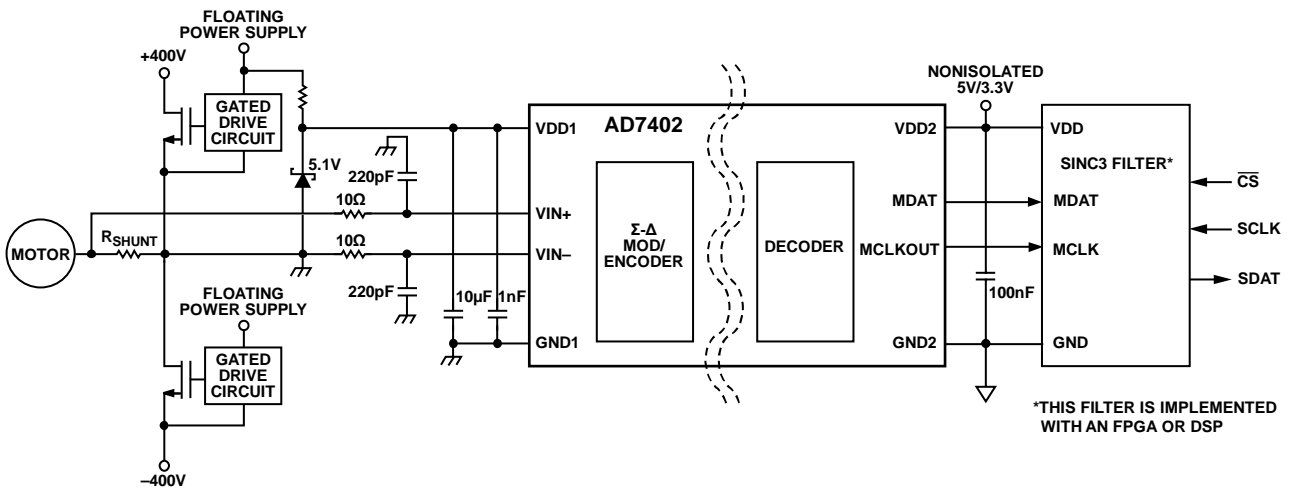 FLOATING
POWER SUPPLY
+400V
GATED
DRIVE
CIRCUIT
5.1V
220pF
10Ω
10Ω
220pF
MOTOR
RSHUNT
FLOATING
POWER SUPPLY
GATED
DRIVE
CIRCUIT
–400V
10µF
1nF
VDD1
AD7402
VDD2
VIN+
VIN–
GND1
Σ-Δ
MOD/
ENCODER
DECODER
MDAT
MCLKOUT
GND2
NONISOLATED
5V/3.3V
100nF
VDD
SINC3 FILTER*
MDAT
MCLK
GND
CS
SCLK
SDAT
*THIS FILTER IS IMPLEMENTED
WITH AN FPGA OR DSP